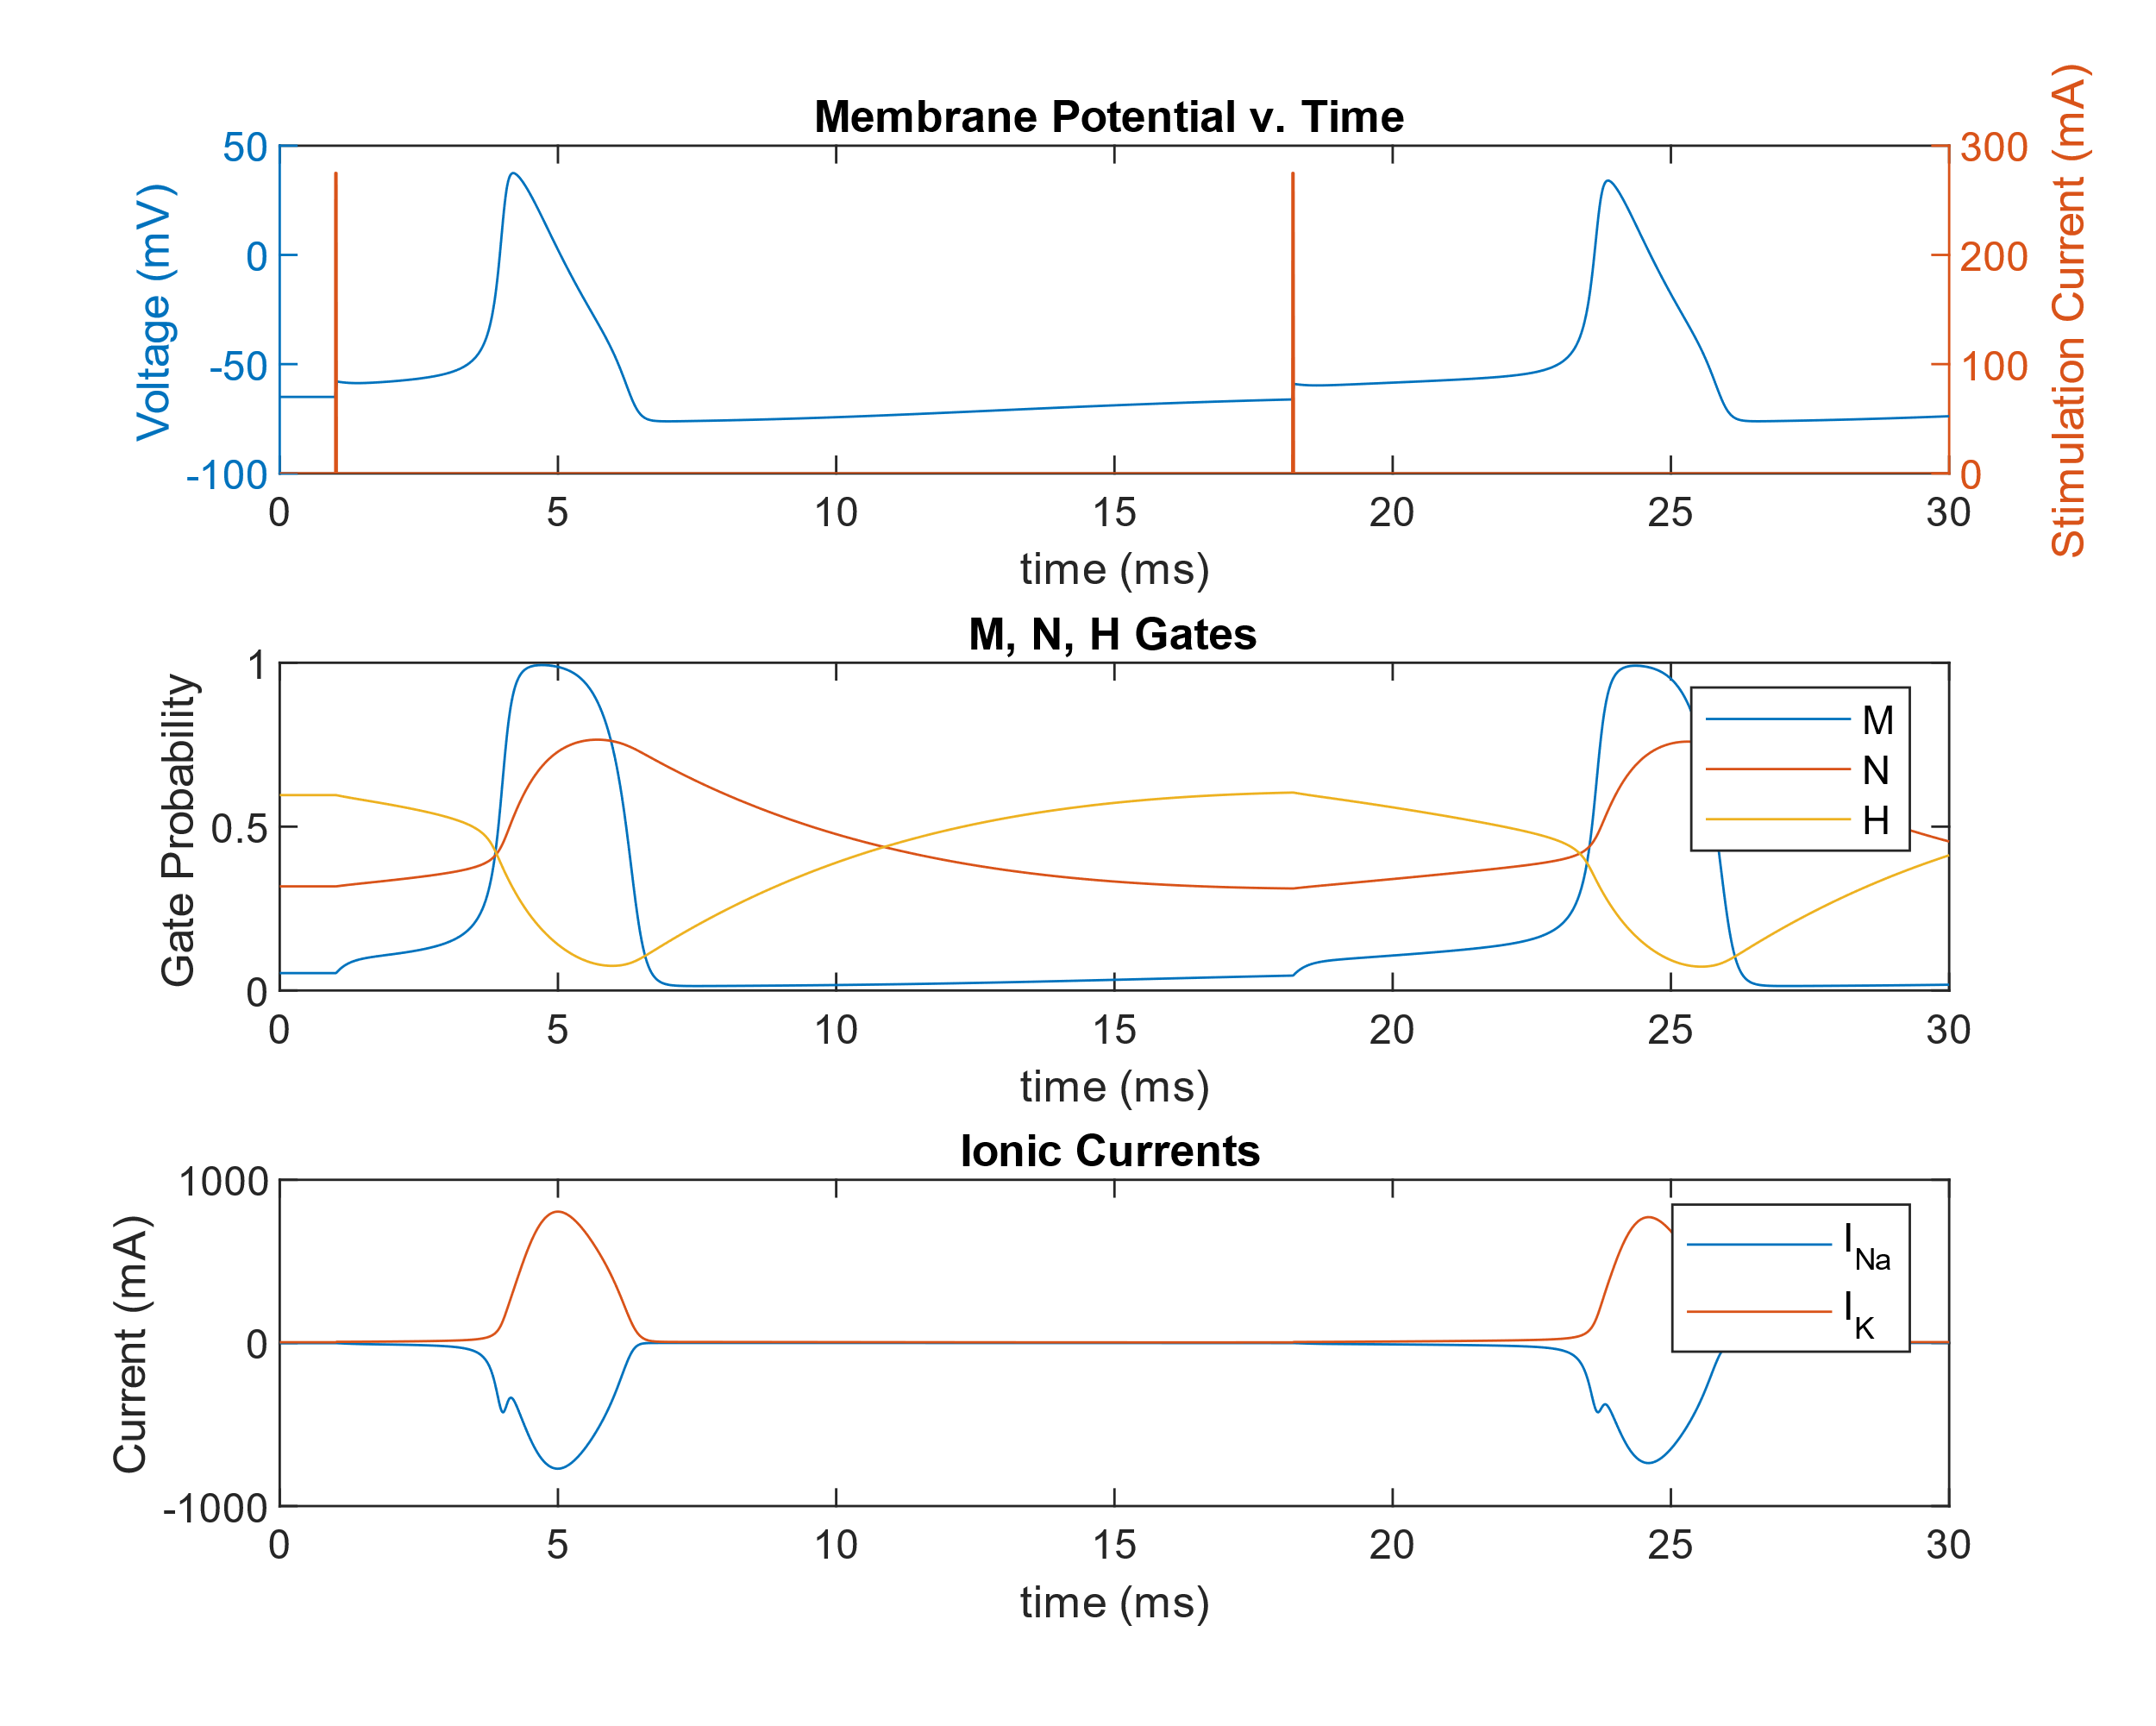 Membrane Potential v. Time
Voltage (mV)
50
0
-50
-100
300
200
100
0
Stimulation Current (mA)
0 5 10 15 20 25 30
time (ms)
M, N, H Gates
Gate Probability
1
0.5
0
M
N
H
0 5 10 15 20 25 30
time (ms)
Ionic Currents
Current (mA)
1000
0
-1000
I_Na
I_K
0 5 10 15 20 25 30
time (ms)